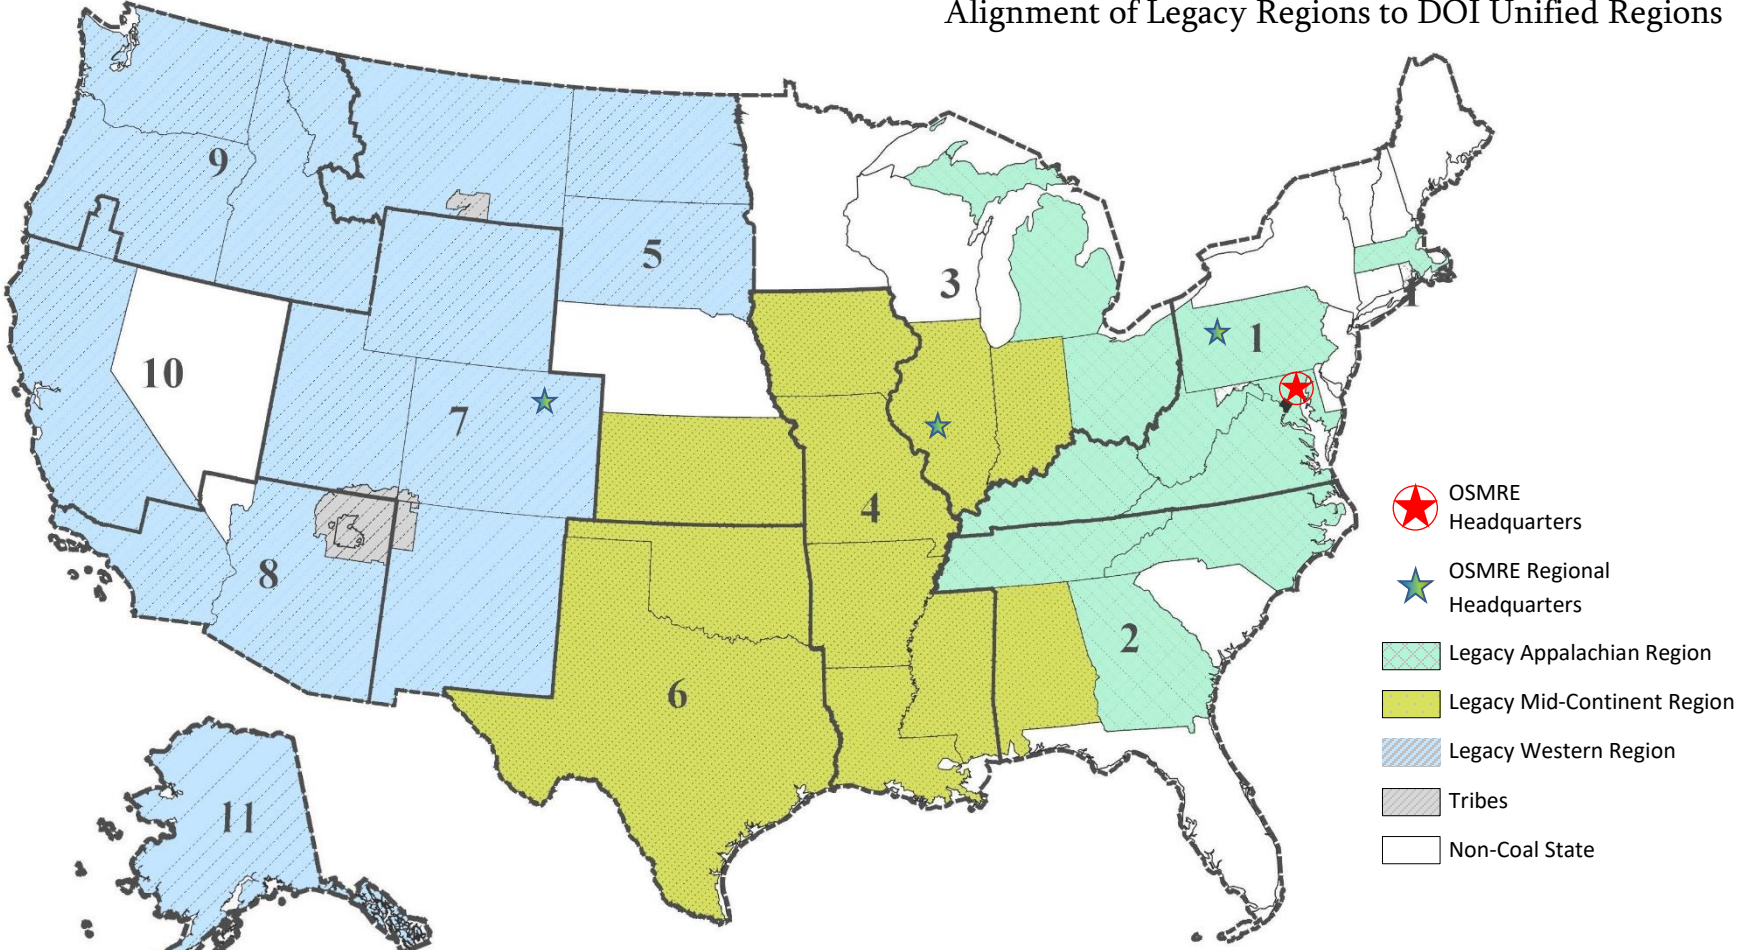 Alignment of Legacy Regions to DOI Unified Regions
9
5
3
1
1
10
7
4
8
6
2
11
OSMRE
Headquarters
OSMRE Regional
Headquarters
Legacy Appalachian Region
Legacy Mid-Continent Region
Legacy Western Region
Tribes
Non-Coal State